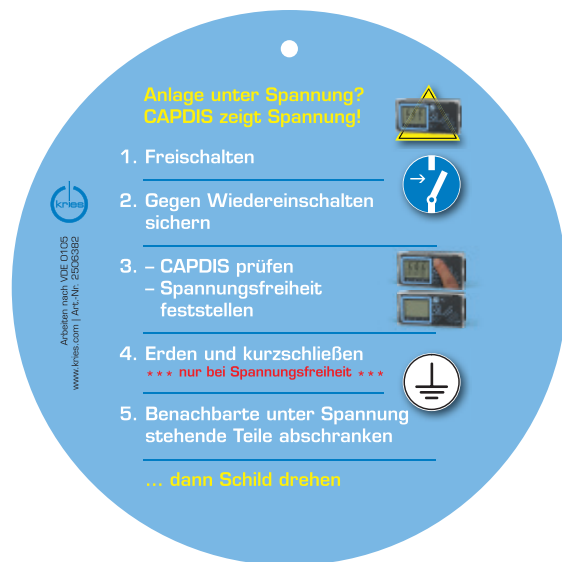 Anlage unter Spannung?
CAPDIS zeigt Spannung!
1. Freischalten
2. Gegen Wiedereinschalten
sichern
3. – CAPDIS prüfen
– Spannungsfreiheit
feststellen
4. Erden und kurzschließen
*** nur bei Spannungsfreiheit ***
5. Benachbarte unter Spannung
stehende Teile abschranken
... dann Schild drehen
kries
Arbeiten nach VDE 0105
www.kries.com | Art.-Nr. 2506382